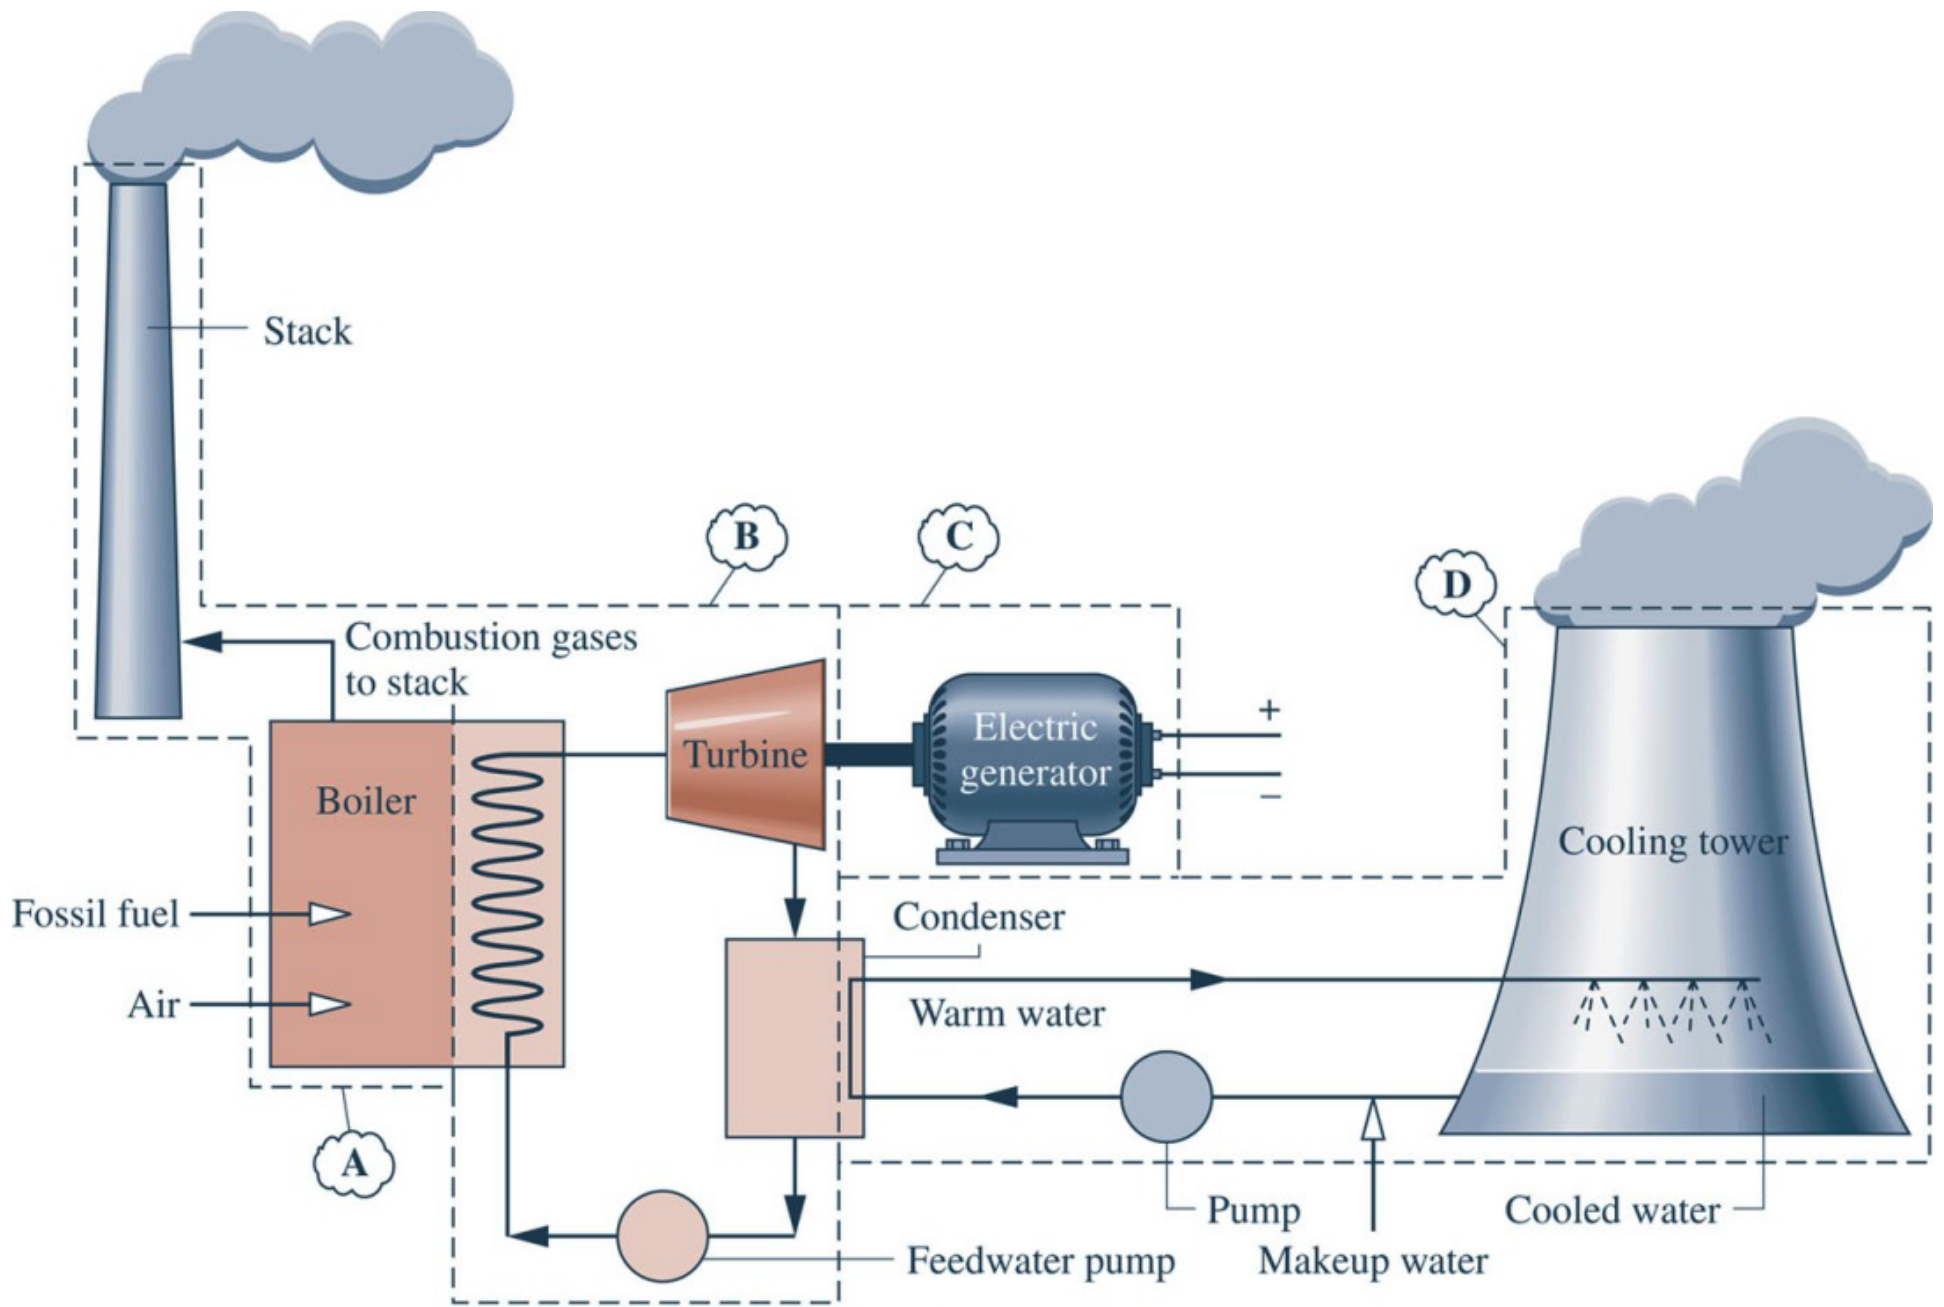 Stack
B
C
D
Combustion gases
to stack
Boiler
Turbine
Electric
generator
+
−
Cooling tower
Fossil fuel
Air
Condenser
Warm water
A
Pump
Cooled water
Feedwater pump
Makeup water